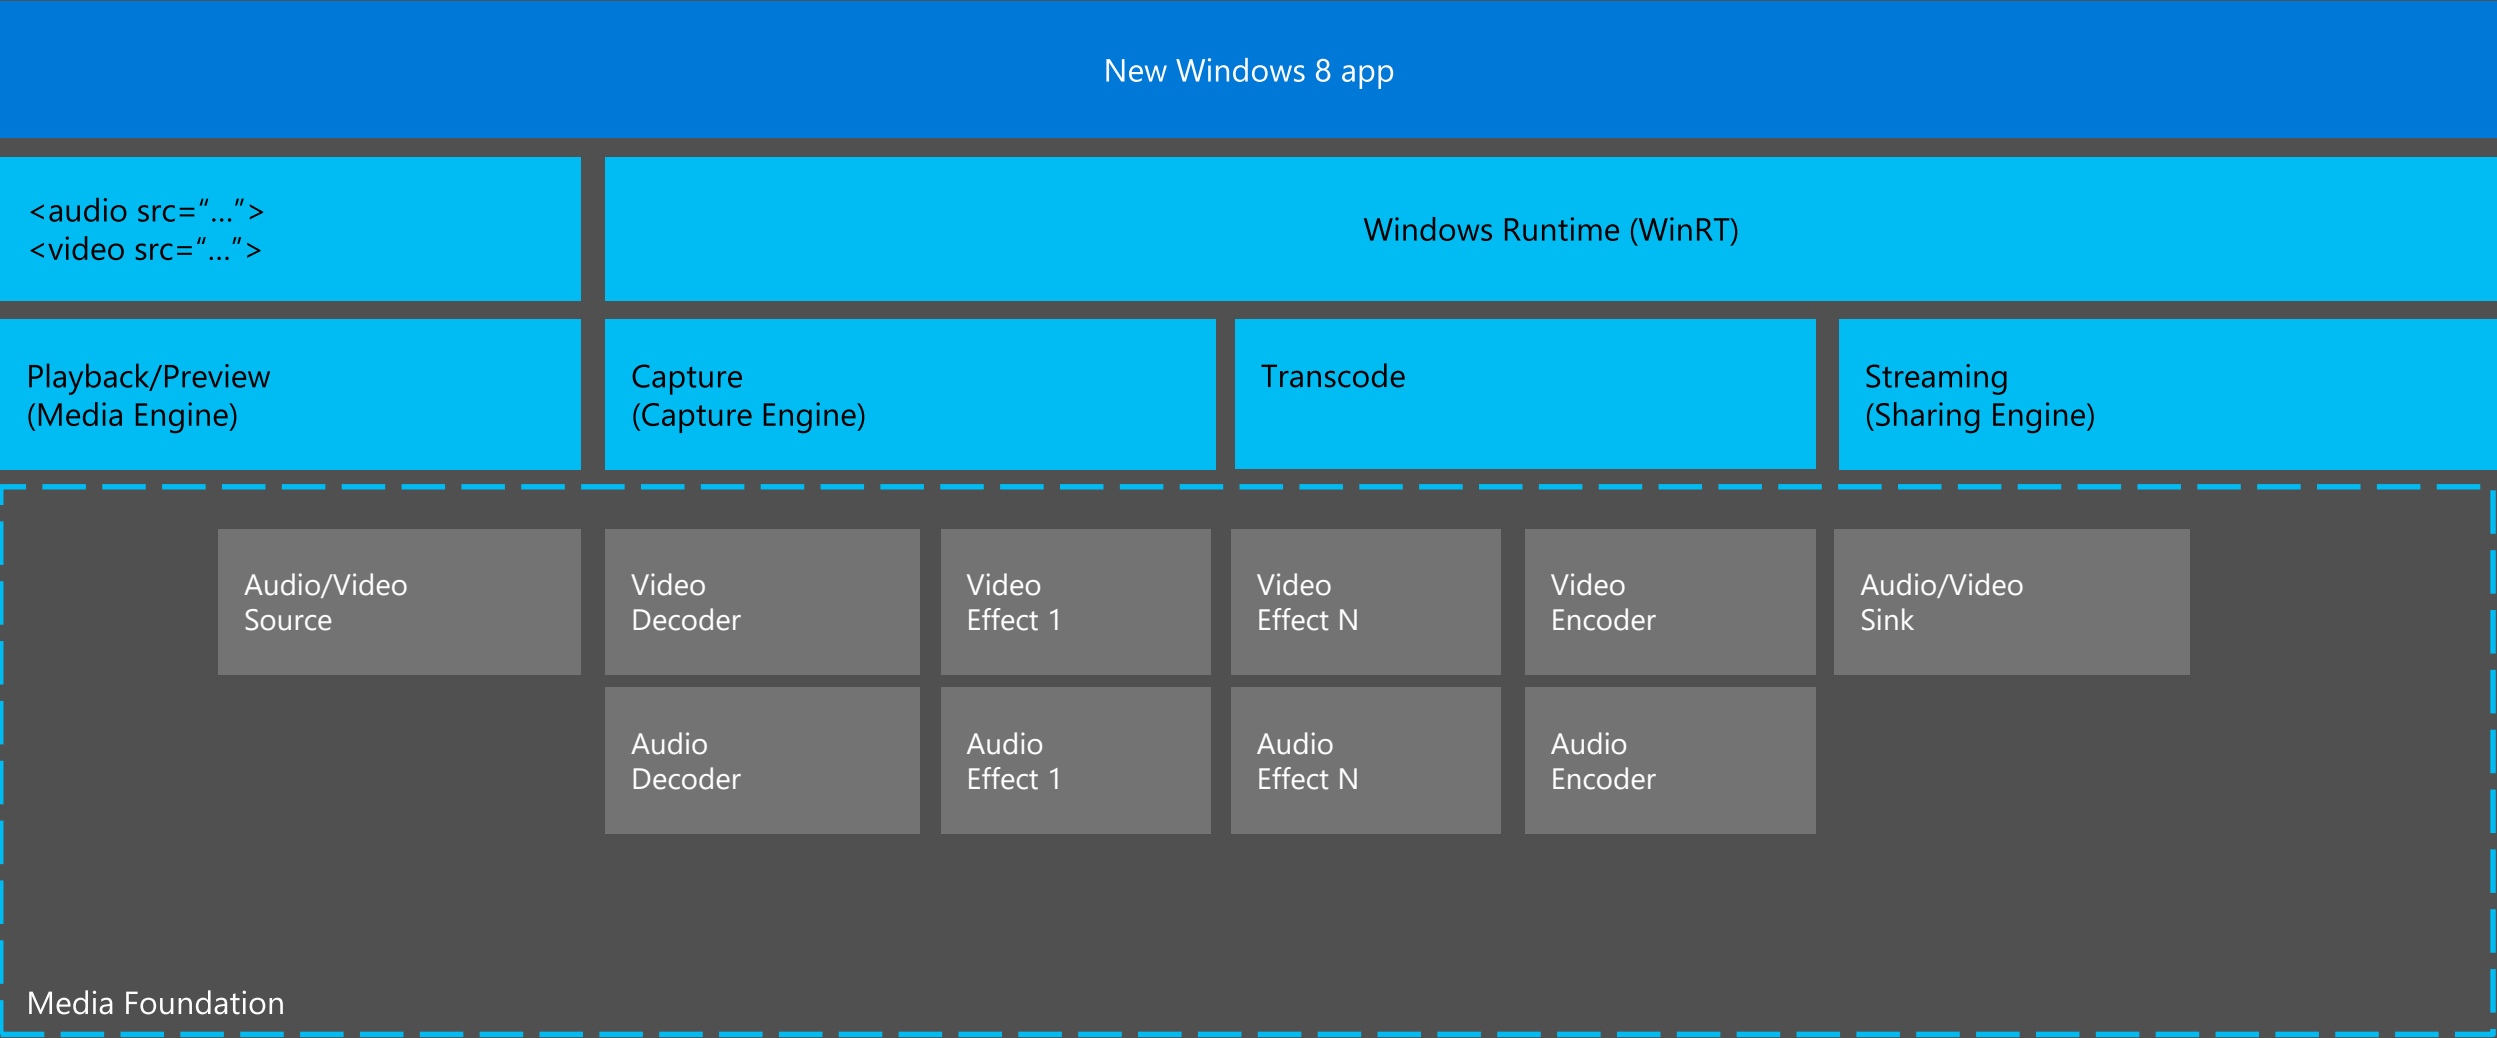 New Windows 8 app
<audio src=“...”>
<video src=“...”>
Windows Runtime (WinRT)
Playback/Preview
(Media Engine)
Capture
(Capture Engine)
Transcode
Streaming
(Sharing Engine)
Audio/Video
Source
Video
Decoder
Video
Effect 1
Video
Effect N
Video
Encoder
Audio/Video
Sink
Audio
Decoder
Audio
Effect 1
Audio
Effect N
Audio
Encoder
Media Foundation